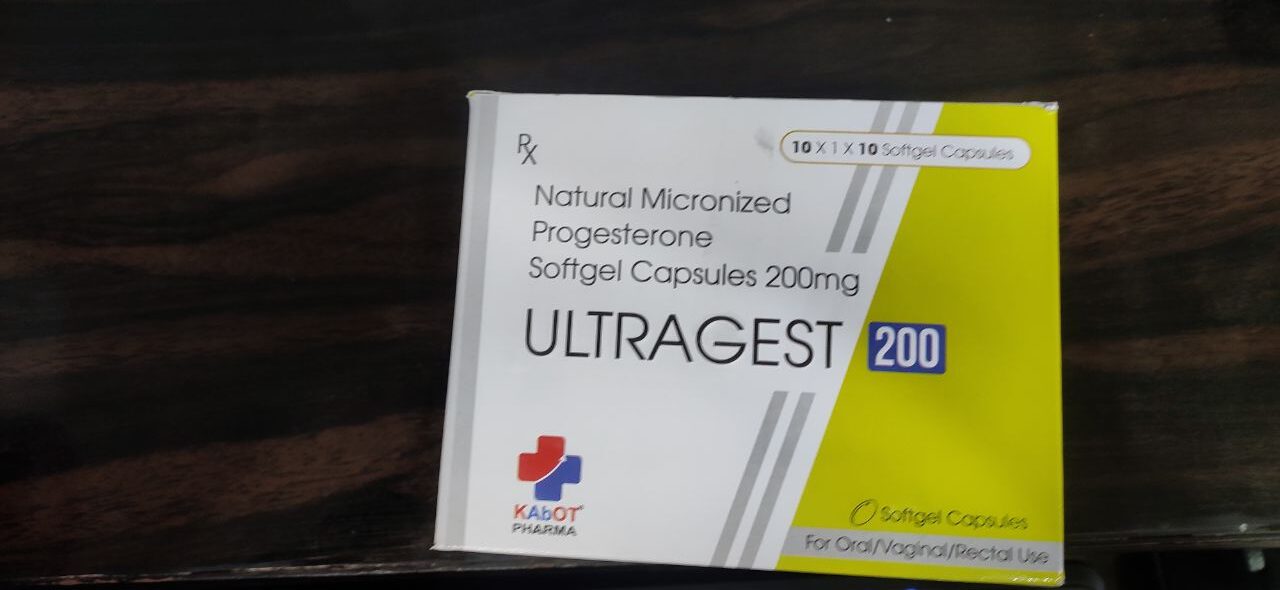 Rx
10 X 1 X 10 Softgel Capsules
Natural Micronized
Progesterone
Softgel Capsules 200mg
ULTRAGEST 200
KAbOT®
PHARMA
Softgel Capsules
For Oral/Vaginal/Rectal Use